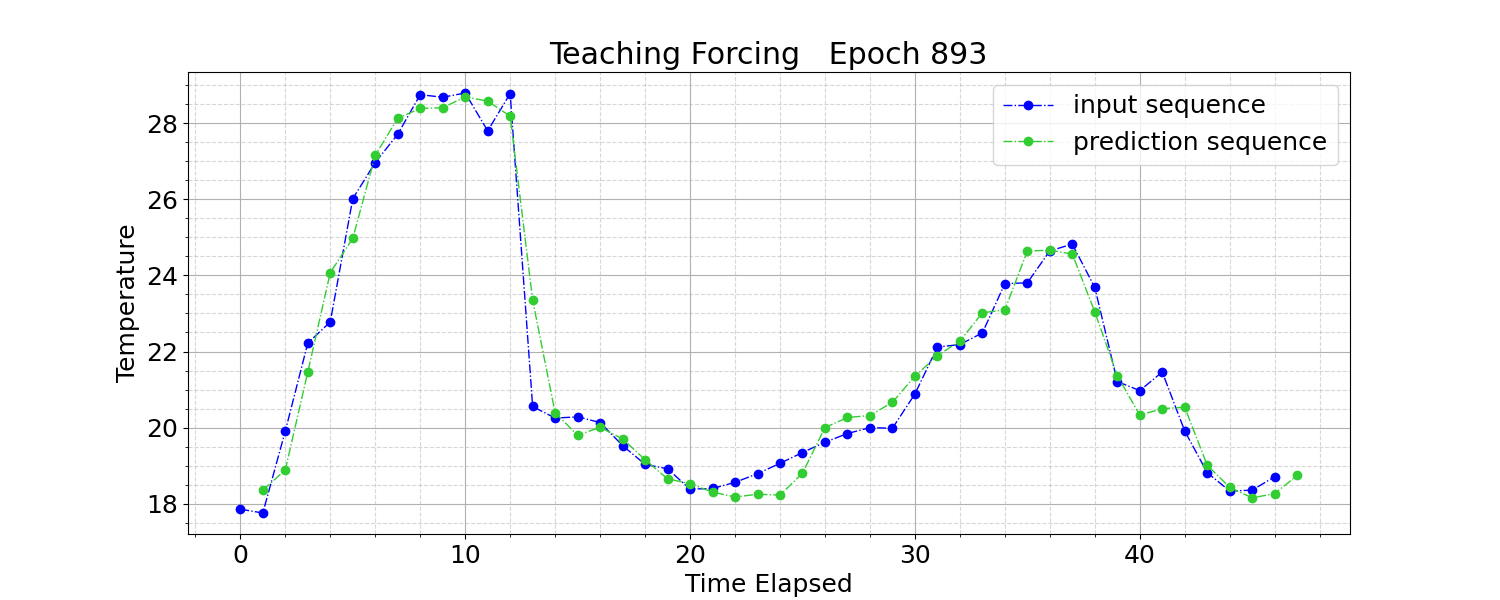 Teaching Forcing   Epoch 893
input sequence
prediction sequence
Temperature
28
26
24
22
20
18
0 10 20 30 40
Time Elapsed